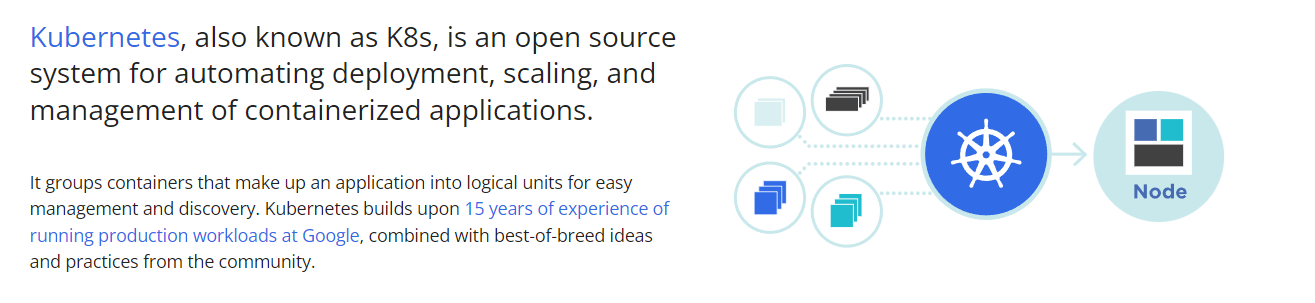 Kubernetes, also known as K8s, is an open source
system for automating deployment, scaling, and
management of containerized applications.
It groups containers that make up an application into logical units for easy
management and discovery. Kubernetes builds upon 15 years of experience of
running production workloads at Google, combined with best-of-breed ideas
and practices from the community.
Node